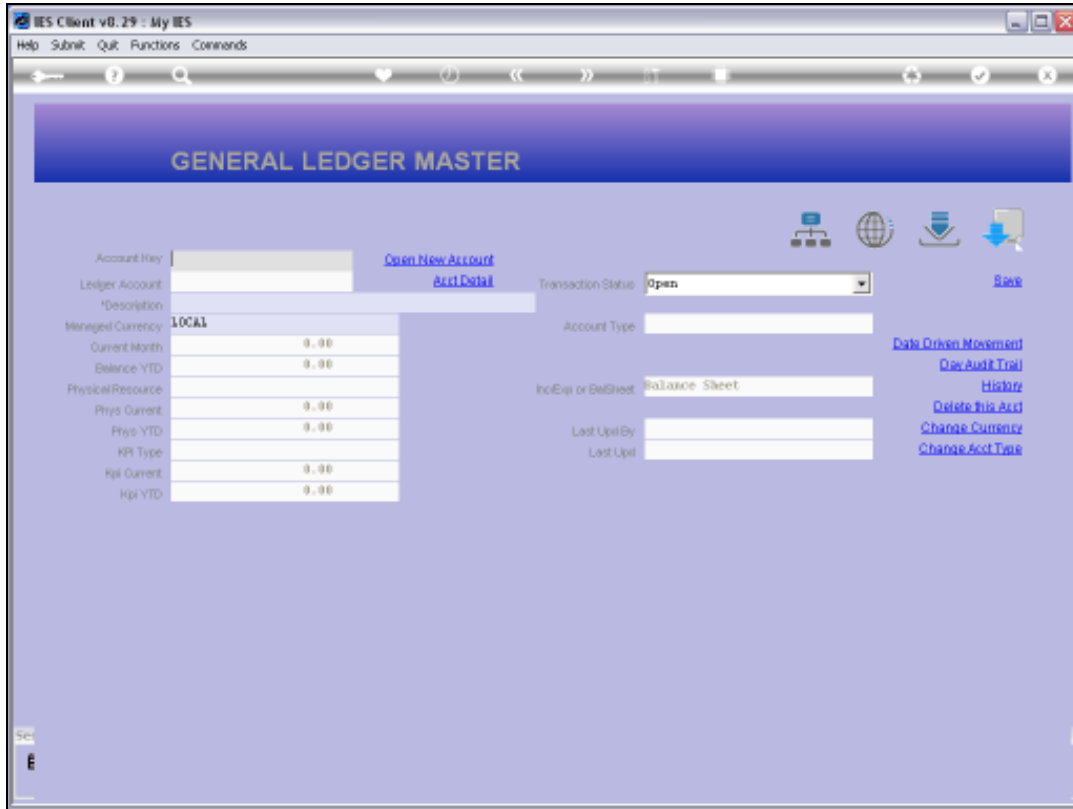 IES Client v8.29 : My IES
Help Submit Quit Functions Commands
GENERAL LEDGER MASTER
Account Key
Open New Account
Ledger Account
Acct Detail
Transaction Status Open
Save
*Description
Managed Currency LOCAL
Account Type
Current Month 0.00
Date Driven Movement
Balance YTD 0.00
Day Audit Trail
Physical Resource
Inc/Exp or BalSheet Balance Sheet
History
Phys Current 0.00
Delete this Acct
Phys YTD 0.00
Last Upd By
Change Currency
KPI Type
Last Upd
Change Acct Type
Kpi Current 0.00
Kpi YTD 0.00